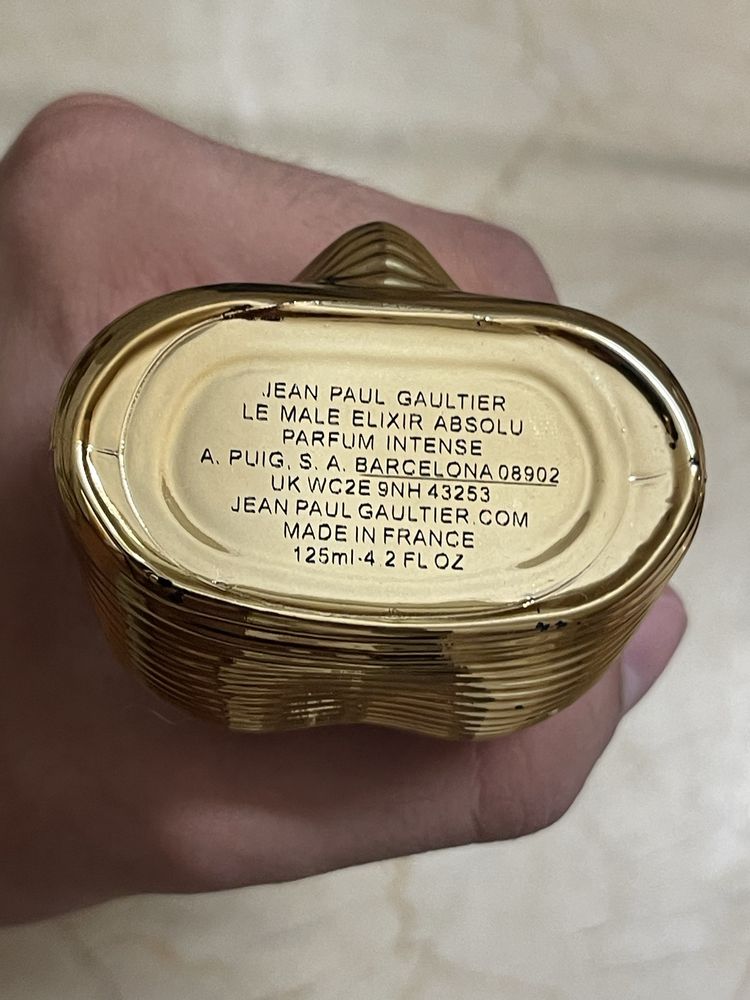 JEAN PAUL GAULTIER
LE MALE ELIXIR ABSOLU
PARFUM INTENSE
A. PUIG, S. A. BARCELONA 08902
UK WC2E 9NH 43253
JEAN PAUL GAULTIER.COM
MADE IN FRANCE
125ml-4.2 FL OZ